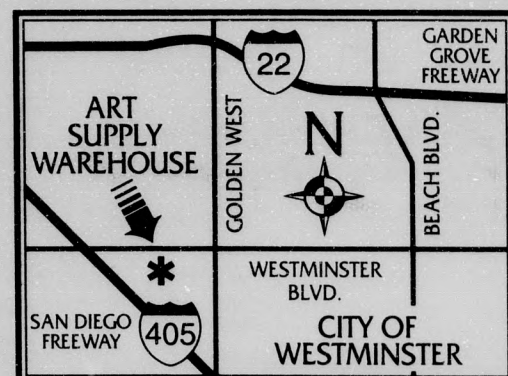 GARDEN
GROVE
FREEWAY
22
ART
SUPPLY
WAREHOUSE
GOLDEN WEST
N
BEACH BLVD.
*
WESTMINSTER
BLVD.
SAN DIEGO
FREEWAY
405
CITY OF
WESTMINSTER